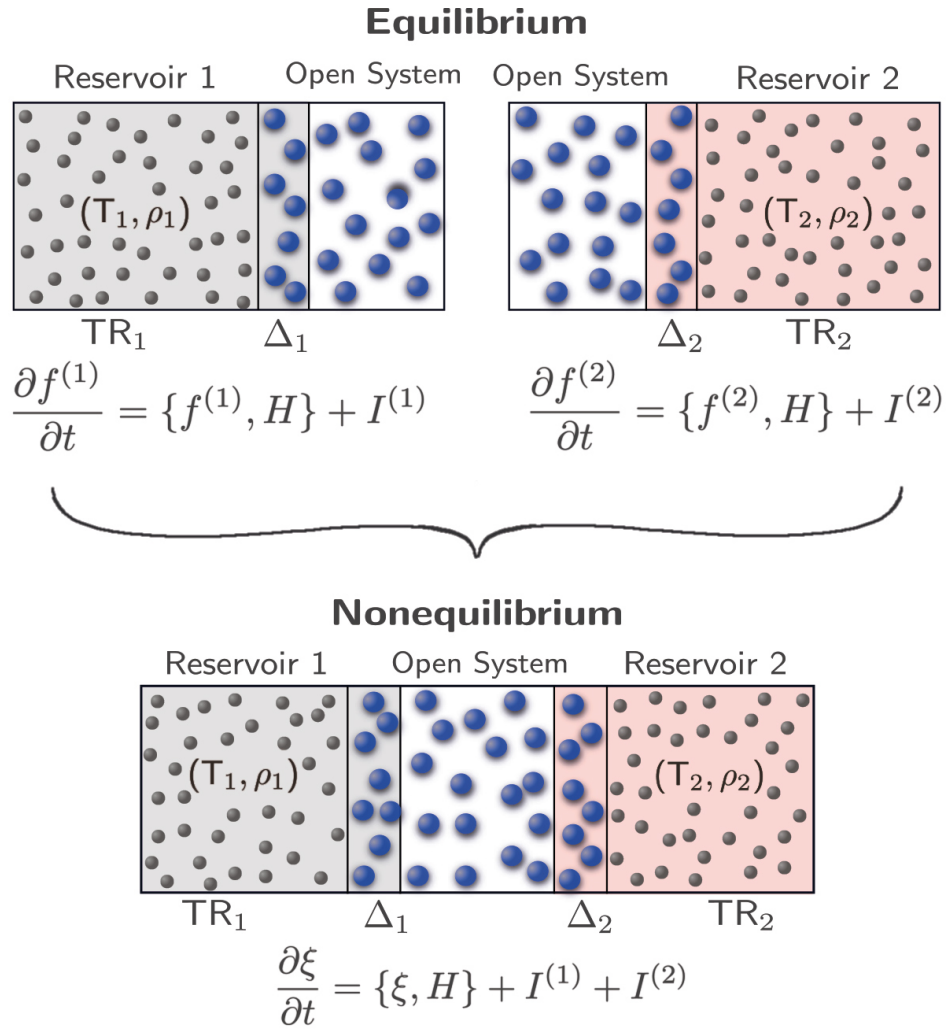 Equilibrium
Reservoir 1 Open System Open System Reservoir 2
(T₁, ρ₁) (T₂, ρ₂)
TR₁ Δ₁ Δ₂ TR₂
∂f⁽¹⁾/∂t = {f⁽¹⁾, H} + I⁽¹⁾ ∂f⁽²⁾/∂t = {f⁽²⁾, H} + I⁽²⁾
Nonequilibrium
Reservoir 1 Open System Reservoir 2
(T₁, ρ₁) (T₂, ρ₂)
TR₁ Δ₁ Δ₂ TR₂
∂ξ/∂t = {ξ, H} + I⁽¹⁾ + I⁽²⁾